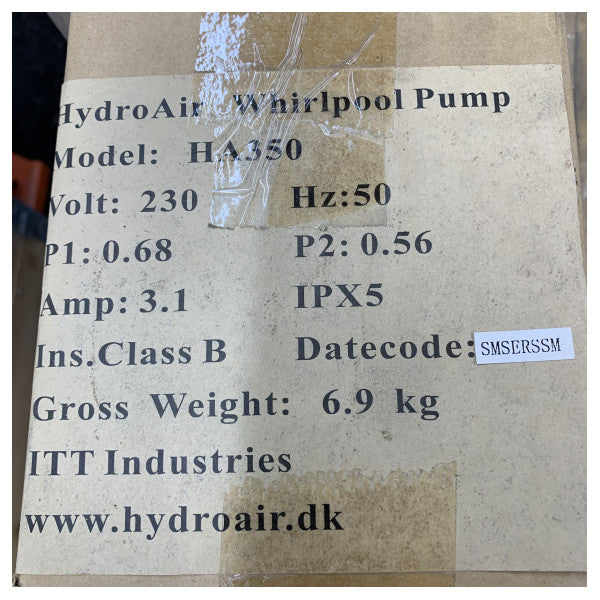 HydroAir Whirlpool Pump
Model: HA350
Volt: 230 Hz:50
P1: 0.68 P2: 0.56
Amp: 3.1 IPX5
Ins.Class B Datecode: SMSERSSM
Gross Weight: 6.9 kg
ITT Industries
www.hydroair.dk